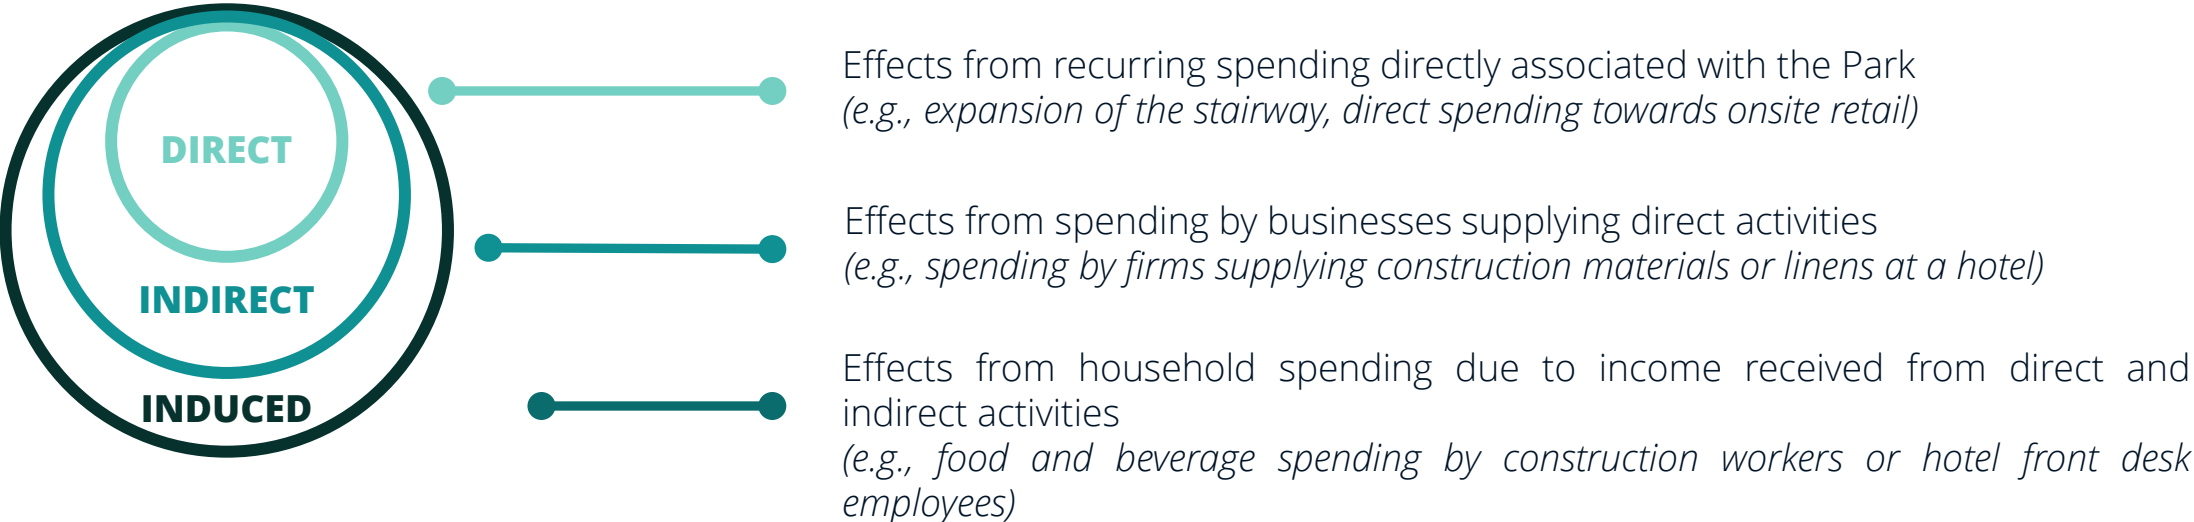 DIRECT
INDIRECT
INDUCED
Effects from recurring spending directly associated with the Park
(e.g., expansion of the stairway, direct spending towards onsite retail)
Effects from spending by businesses supplying direct activities
(e.g., spending by firms supplying construction materials or linens at a hotel)
Effects from household spending due to income received from direct and
indirect activities
(e.g., food and beverage spending by construction workers or hotel front desk
employees)